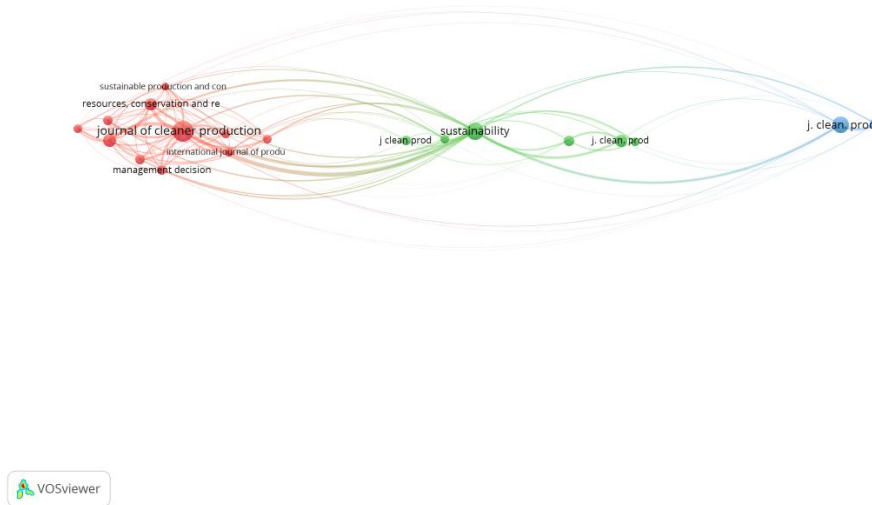 sustainable production and con
resources, conservation and re
journal of cleaner production
international journal of produ
management decision
j clean prod
sustainability
j. clean. prod
j. clean. prod
VOSviewer